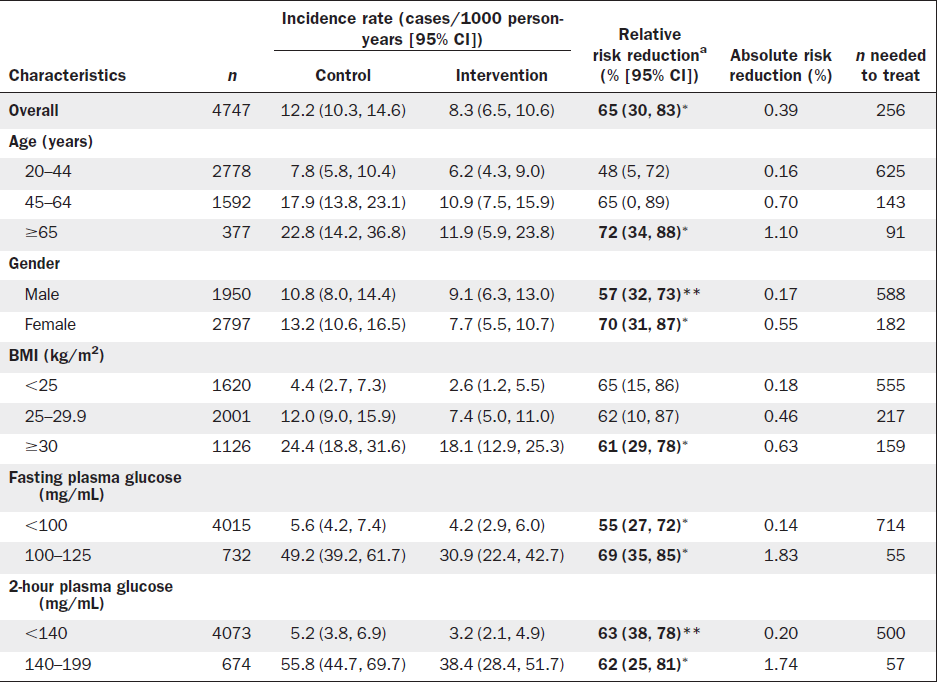 Incidence rate (cases/1000 person-
years [95% CI])
Relative
risk reductionᵃ
(% [95% CI])
Absolute risk
reduction (%)
n needed
to treat
Characteristics n Control Intervention
Overall 4747 12.2 (10.3, 14.6) 8.3 (6.5, 10.6) 65 (30, 83)* 0.39 256
Age (years)
20–44 2778 7.8 (5.8, 10.4) 6.2 (4.3, 9.0) 48 (5, 72) 0.16 625
45–64 1592 17.9 (13.8, 23.1) 10.9 (7.5, 15.9) 65 (0, 89) 0.70 143
≥65 377 22.8 (14.2, 36.8) 11.9 (5.9, 23.8) 72 (34, 88)* 1.10 91
Gender
Male 1950 10.8 (8.0, 14.4) 9.1 (6.3, 13.0) 57 (32, 73)** 0.17 588
Female 2797 13.2 (10.6, 16.5) 7.7 (5.5, 10.7) 70 (31, 87)* 0.55 182
BMI (kg/m²)
<25 1620 4.4 (2.7, 7.3) 2.6 (1.2, 5.5) 65 (15, 86) 0.18 555
25–29.9 2001 12.0 (9.0, 15.9) 7.4 (5.0, 11.0) 62 (10, 87) 0.46 217
≥30 1126 24.4 (18.8, 31.6) 18.1 (12.9, 25.3) 61 (29, 78)* 0.63 159
Fasting plasma glucose
(mg/mL)
<100 4015 5.6 (4.2, 7.4) 4.2 (2.9, 6.0) 55 (27, 72)* 0.14 714
100–125 732 49.2 (39.2, 61.7) 30.9 (22.4, 42.7) 69 (35, 85)* 1.83 55
2-hour plasma glucose
(mg/mL)
<140 4073 5.2 (3.8, 6.9) 3.2 (2.1, 4.9) 63 (38, 78)** 0.20 500
140–199 674 55.8 (44.7, 69.7) 38.4 (28.4, 51.7) 62 (25, 81)* 1.74 57